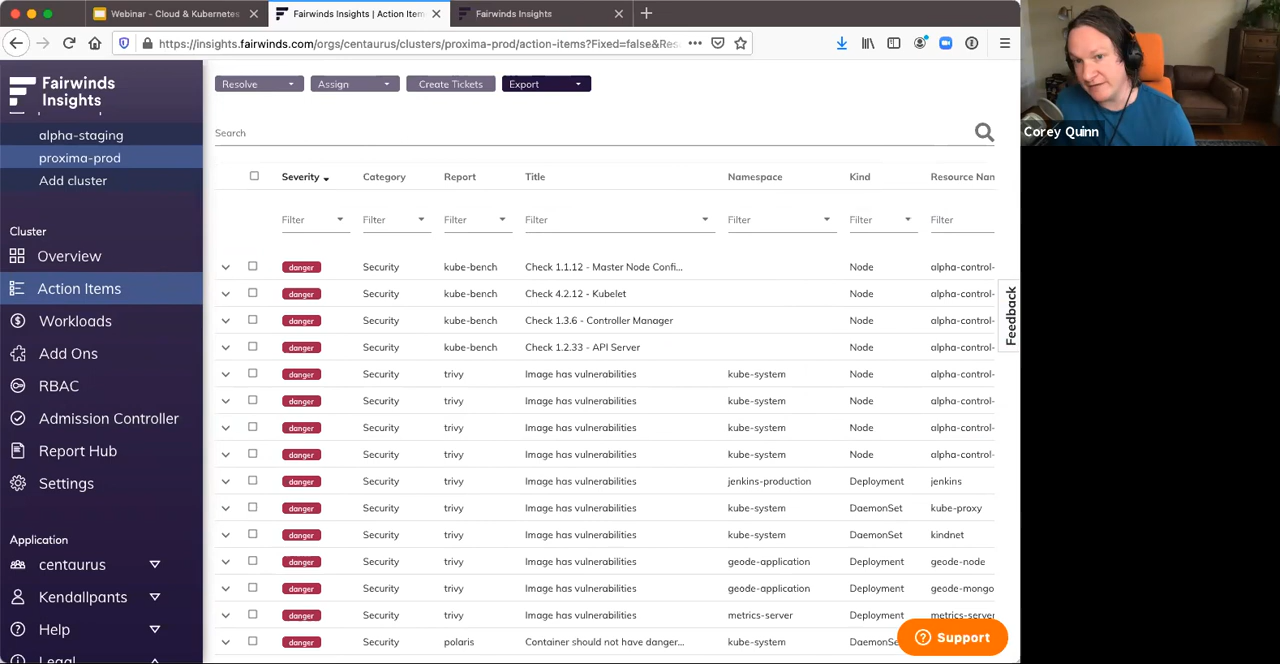 Webinar - Cloud & Kubernetes
Fairwinds Insights | Action Item
Fairwinds Insights
https://insights.fairwinds.com/orgs/centaurus/clusters/proxima-prod/action-items?Fixed=false&Res
Fairwinds
Insights
alpha-staging
proxima-prod
Add cluster
Cluster
Overview
Action Items
Workloads
Add Ons
RBAC
Admission Controller
Report Hub
Settings
Application
centaurus
Kendallpants
Help
Legal
Resolve Assign Create Tickets Export
Search
Severity Category Report Title Namespace Kind Resource Nam
Filter Filter Filter Filter Filter Filter Filter
danger Security kube-bench Check 1.1.12 - Master Node Confi... Node alpha-control-
danger Security kube-bench Check 4.2.12 - Kubelet Node alpha-control-
danger Security kube-bench Check 1.3.6 - Controller Manager Node alpha-control-
danger Security kube-bench Check 1.2.33 - API Server Node alpha-control-
danger Security trivy Image has vulnerabilities kube-system Node alpha-control-
danger Security trivy Image has vulnerabilities kube-system Node alpha-control-
danger Security trivy Image has vulnerabilities kube-system Node alpha-control-
danger Security trivy Image has vulnerabilities kube-system Node alpha-control-
danger Security trivy Image has vulnerabilities jenkins-production Deployment jenkins
danger Security trivy Image has vulnerabilities kube-system DaemonSet kube-proxy
danger Security trivy Image has vulnerabilities kube-system DaemonSet kindnet
danger Security trivy Image has vulnerabilities geode-application Deployment geode-node
danger Security trivy Image has vulnerabilities geode-application Deployment geode-mongo
danger Security trivy Image has vulnerabilities metrics-server Deployment metrics-server
danger Security polaris Container should not have danger... kube-system DaemonSe
Feedback
Support
Corey Quinn